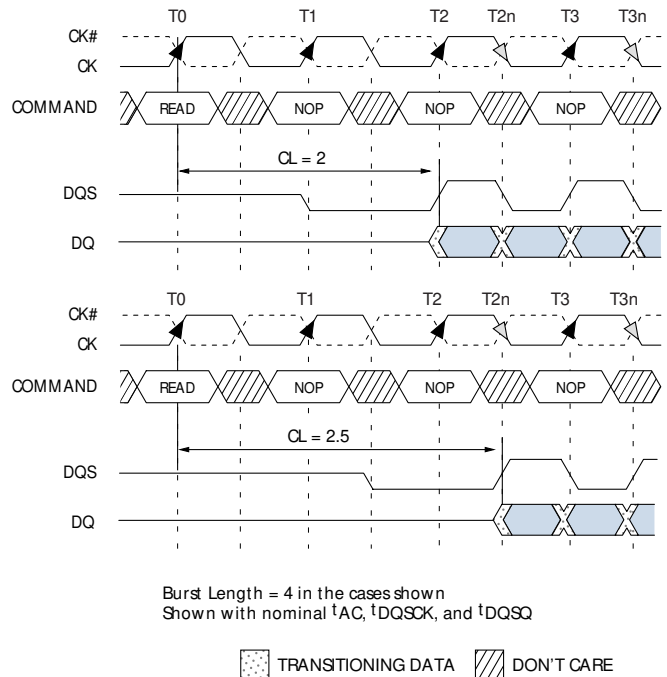 T0 T1 T2 T2n T3 T3n
CK#
CK
COMMAND READ NOP NOP NOP
CL = 2
DQS
DQ
T0 T1 T2 T2n T3 T3n
CK#
CK
COMMAND READ NOP NOP NOP
CL = 2.5
DQS
DQ
Burst Length = 4 in the cases shown
Shown with nominal tAC, tDQSCK, and tDQSQ
TRANSITIONING DATA DON'T CARE